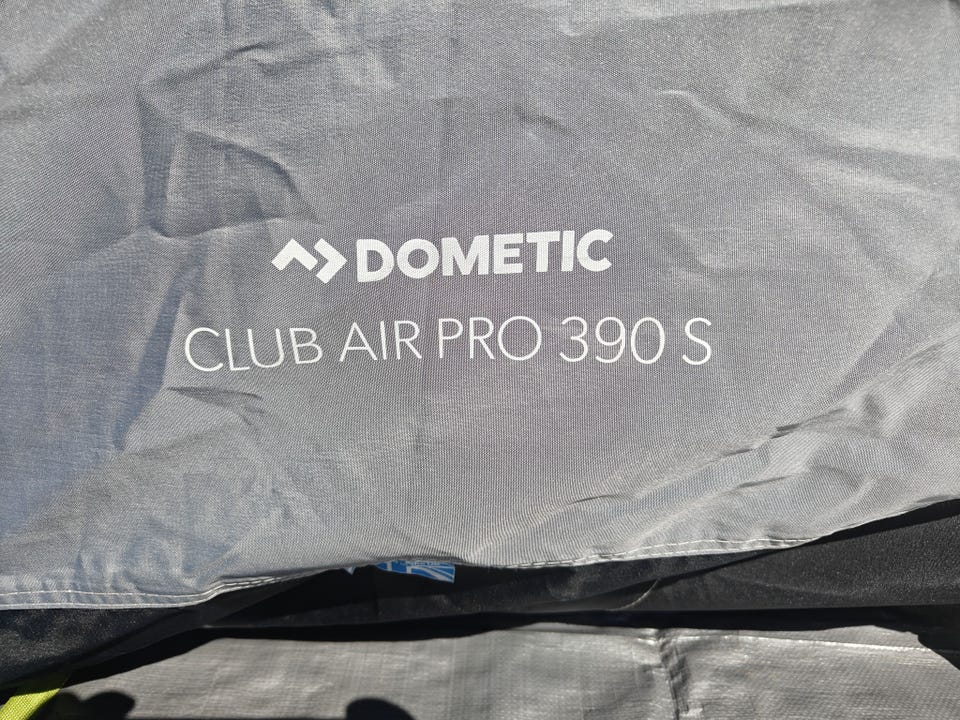 DOMETIC
CLUB AIR PRO 390 S